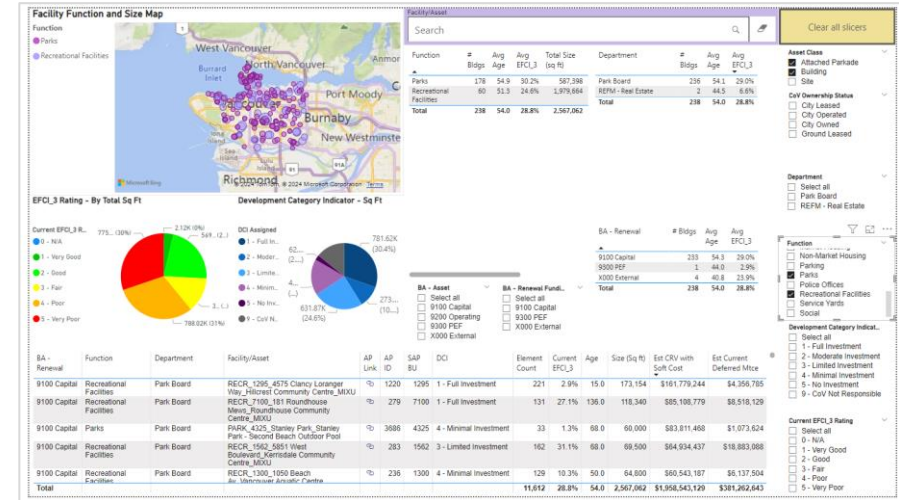 Facility Function and Size Map
Function
Parks
Recreational Facilities
West Vancouver
North Vancouver
Burrard
Inlet
Anmor
Port Moody
Vancouver
Burnaby
New Westminste
Sea
Island
Lulu
Island
Richmond
1
91
91A
Microsoft Bing
© 2024 TomTom, © 2024 Microsoft Corporation Terms
Facility/Asset
Search
Clear all slicers
Function # Bldgs Avg Age Avg EFCI_3 Total Size (sq ft)
Parks 178 54.9 30.2% 587,398
Recreational Facilities 60 51.3 24.6% 1,979,664
Total 238 54.0 28.8% 2,567,062
Department # Bldgs Avg Age Avg EFCI_3
Park Board 236 54.1 29.0%
REFM - Real Estate 2 44.5 6.6%
Total 238 54.0 28.8%
Asset Class
Attached Parkade
Building
Site
CoV Ownership Status
City Leased
City Operated
City Owned
Ground Leased
Department
Select all
Park Board
REFM - Real Estate
EFCI_3 Rating - By Total Sq Ft
Current EFCI_3 R...
0 - N/A
1 - Very Good
2 - Good
3 - Fair
4 - Poor
5 - Very Poor
775... (30%)
2.12K (0%)
569... (2...)
3... (...)
788.02K (31%)
Development Category Indicator - Sq Ft
DCI Assigned
1 - Full In...
2 - Moder...
3 - Limite...
4 - Minim...
5 - No Inv...
9 - CoV N...
62...
(2...)
4...
(...)
631.87K
(24.6%)
781.62K
(30.4%)
273...
(10...)
BA - Asset
Select all
9100 Capital
9200 Operating
9300 PEF
X000 External
BA - Renewal Fundi...
Select all
9100 Capital
9300 PEF
X000 External
BA - Renewal # Bldgs Avg Age Avg EFCI_3
9100 Capital 233 54.3 29.0%
9300 PEF 1 44.0 2.9%
X000 External 4 40.8 23.9%
Total 238 54.0 28.8%
Function
Non-Market Housing
Parking
Parks
Police Offices
Recreational Facilities
Service Yards
Social
Development Category Indicat...
Select all
1 - Full Investment
2 - Moderate Investment
3 - Limited Investment
4 - Minimal Investment
5 - No Investment
9 - CoV Not Responsible
Current EFCI_3 Rating
Select all
0 - N/A
1 - Very Good
2 - Good
3 - Fair
4 - Poor
5 - Very Poor
BA - Renewal Function Department Facility/Asset AP Link AP ID SAP BU DCI Element Count Current EFCI_3 Age Size (Sq ft) Est CRV with Soft Cost Est Current Deferred Mtce
9100 Capital Recreational Facilities Park Board RECR_1295_4575 Clancy Loranger Way_Hillcrest Community Centre_MIXU 1220 1295 1 - Full Investment 221 2.9% 15.0 173,154 $161,779,244 $4,356,785
9100 Capital Recreational Facilities Park Board RECR_7100_181 Roundhouse Mews_Roundhouse Community Centre_MIXU 279 7100 1 - Full Investment 131 27.1% 136.0 118,340 $85,108,779 $8,518,129
9100 Capital Parks Park Board PARK_4325_Stanley Park_Stanley Park - Second Beach Outdoor Pool 3686 4325 4 - Minimal Investment 33 1.3% 68.0 60,000 $83,811,468 $1,073,624
9100 Capital Recreational Facilities Park Board RECR_1562_5851 West Boulevard_Kerrisdale Community Centre_MIXU 283 1562 3 - Limited Investment 162 31.1% 68.0 69,500 $64,934,437 $18,883,088
9100 Capital Recreational Facilities Park Board RECR_1300_1050 Beach Av_Vancouver Aquatic Centre 236 1300 4 - Minimal Investment 129 10.3% 50.0 64,800 $60,543,187 $6,137,504
Total 11,612 28.8% 54.0 2,567,062 $1,958,543,129 $381,262,643